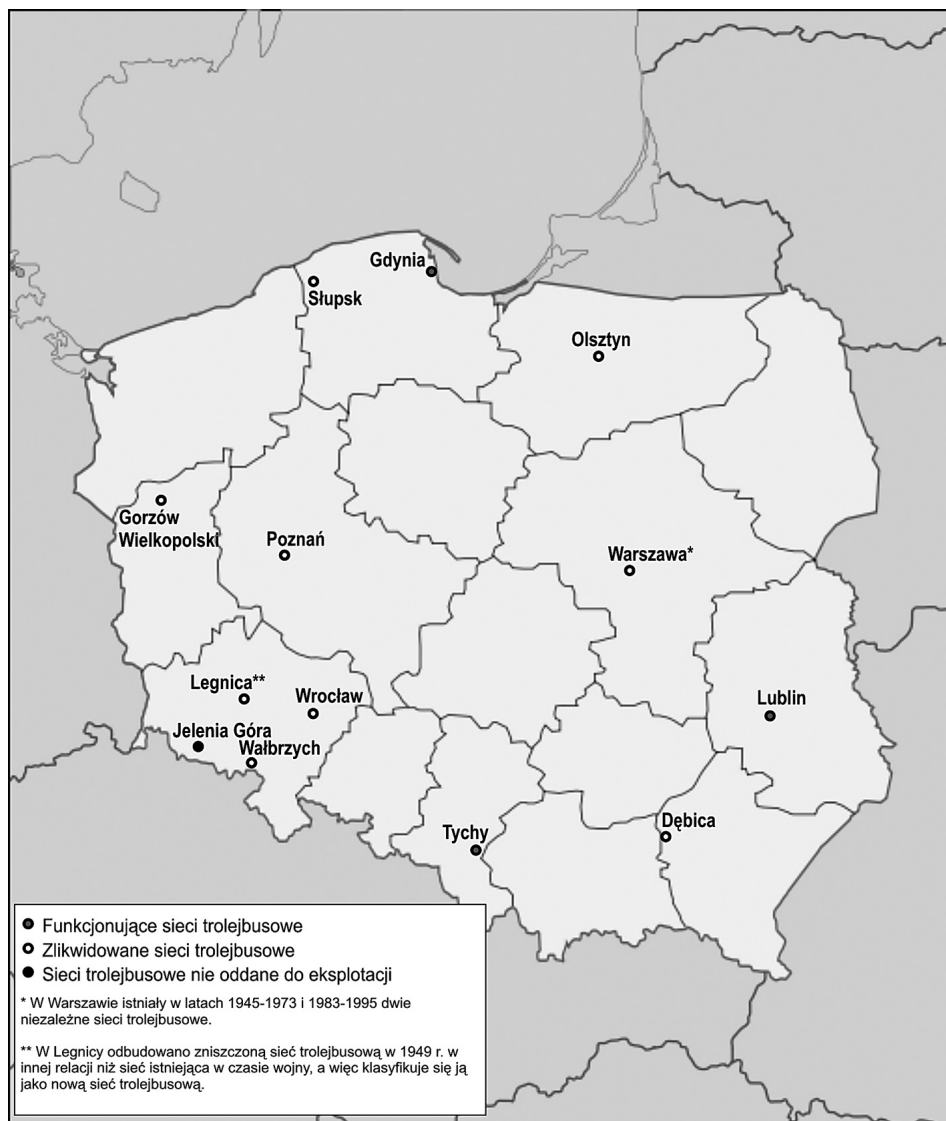 Gdynia
Słupsk
Olsztyn
Gorzów
Wielkopolski
Poznań
Warszawa*
Legnica**
Wrocław
Lublin
Jelenia Góra
Wałbrzych
Tychy
Dębica
Funkcjonujące sieci trolejbusowe
Zlikwidowane sieci trolejbusowe
Sieci trolejbusowe nie oddane do eksplotacji
* W Warszawie istniały w latach 1945-1973 i 1983-1995 dwie
niezależne sieci trolejbusowe.
** W Legnicy odbudowano zniszczoną sieć trolejbusową w 1949 r. w
innej relacji niż sieć istniejąca w czasie wojny, a więc klasyfikuje się ją
jako nową sieć trolejbusową.